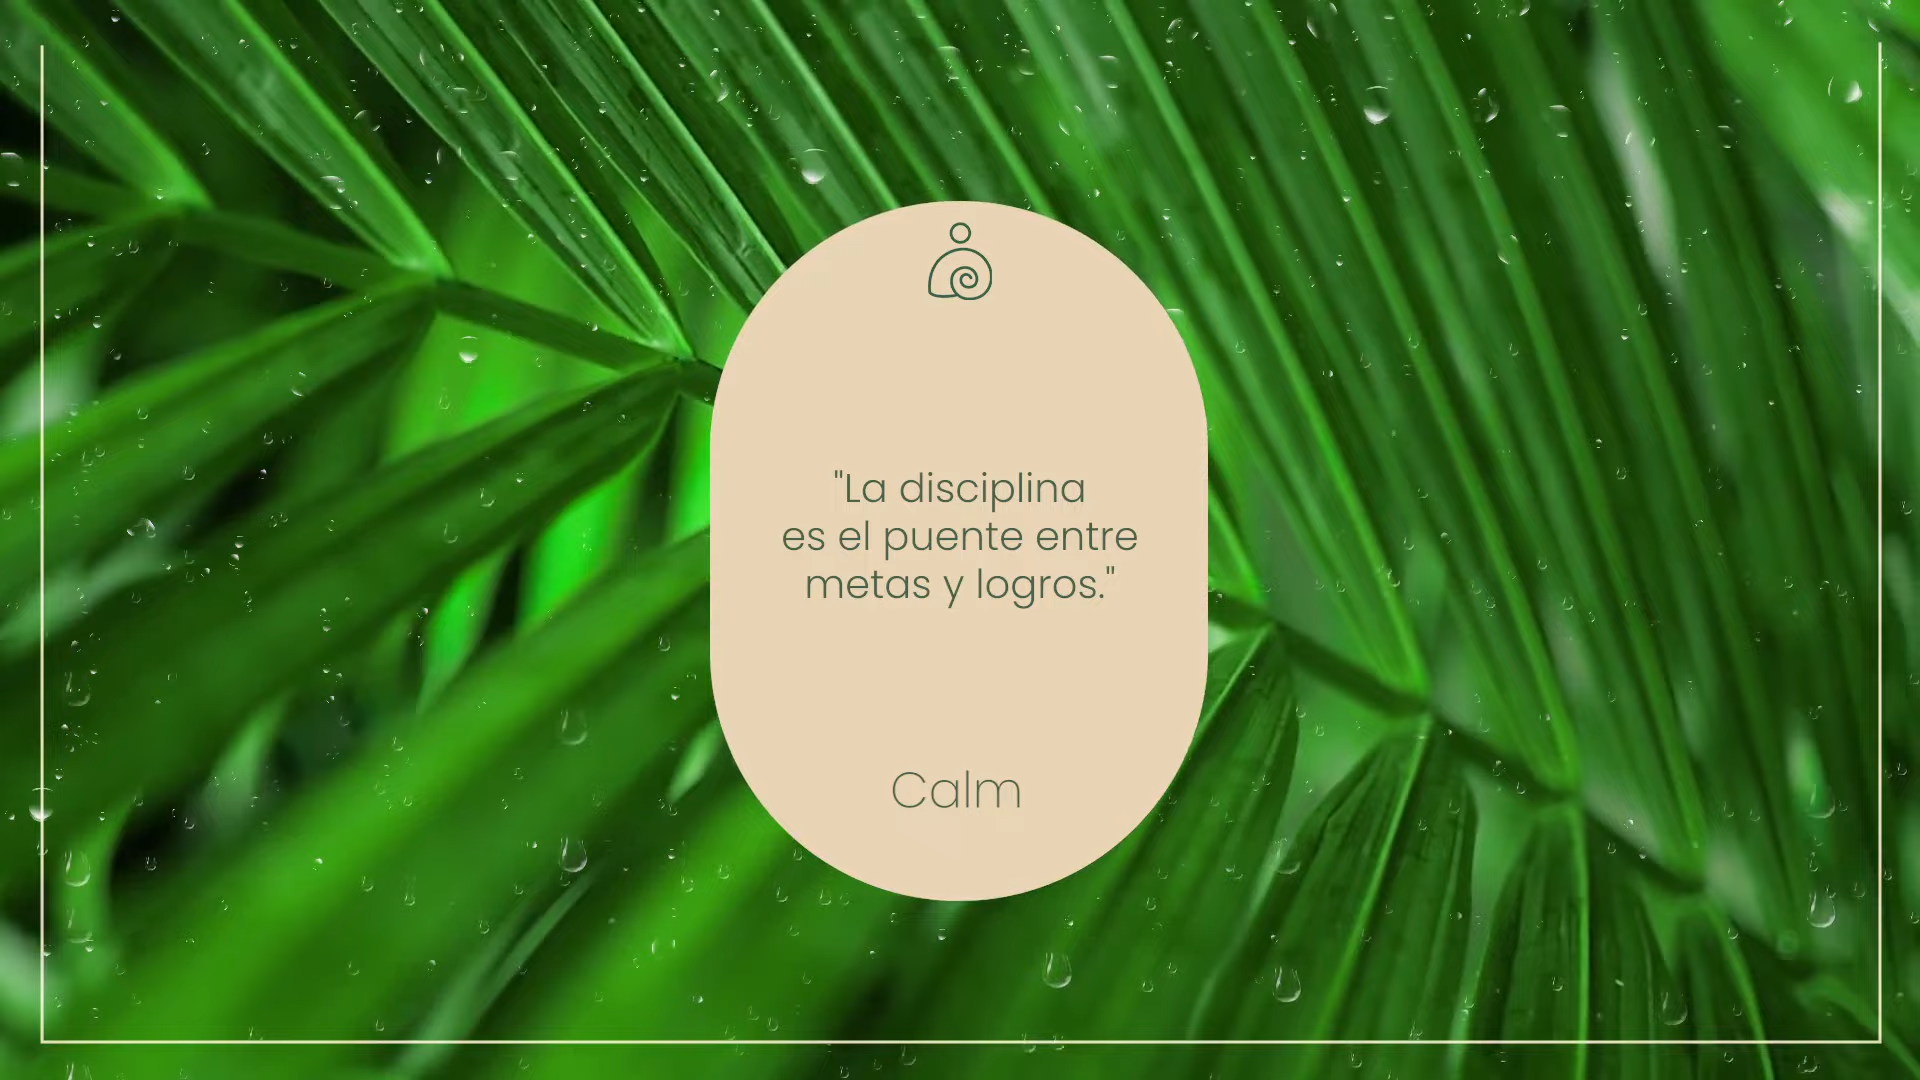 "La disciplina
es el puente entre
metas y logros."
Calm